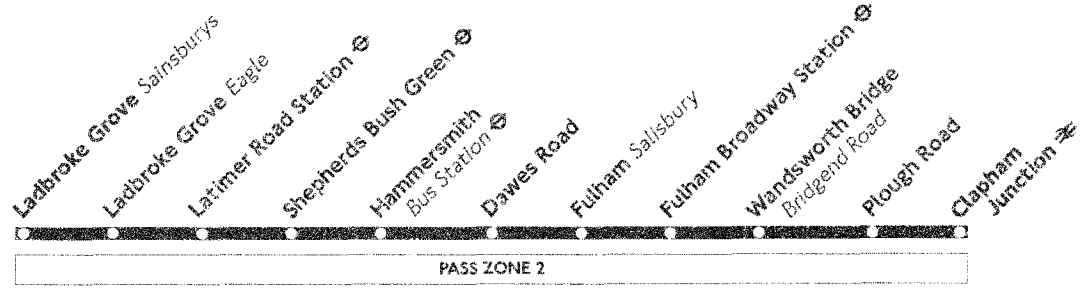 Ladbroke Grove Sainsburys
Ladbroke Grove Eagle
Latimer Road Station
Shepherds Bush Green
Hammersmith
Bus Station
Dawes Road
Fulham Salisbury
Fulham Broadway Station
Wandsworth Bridge
Bridgend Road
Plough Road
Clapham
Junction
PASS ZONE 2